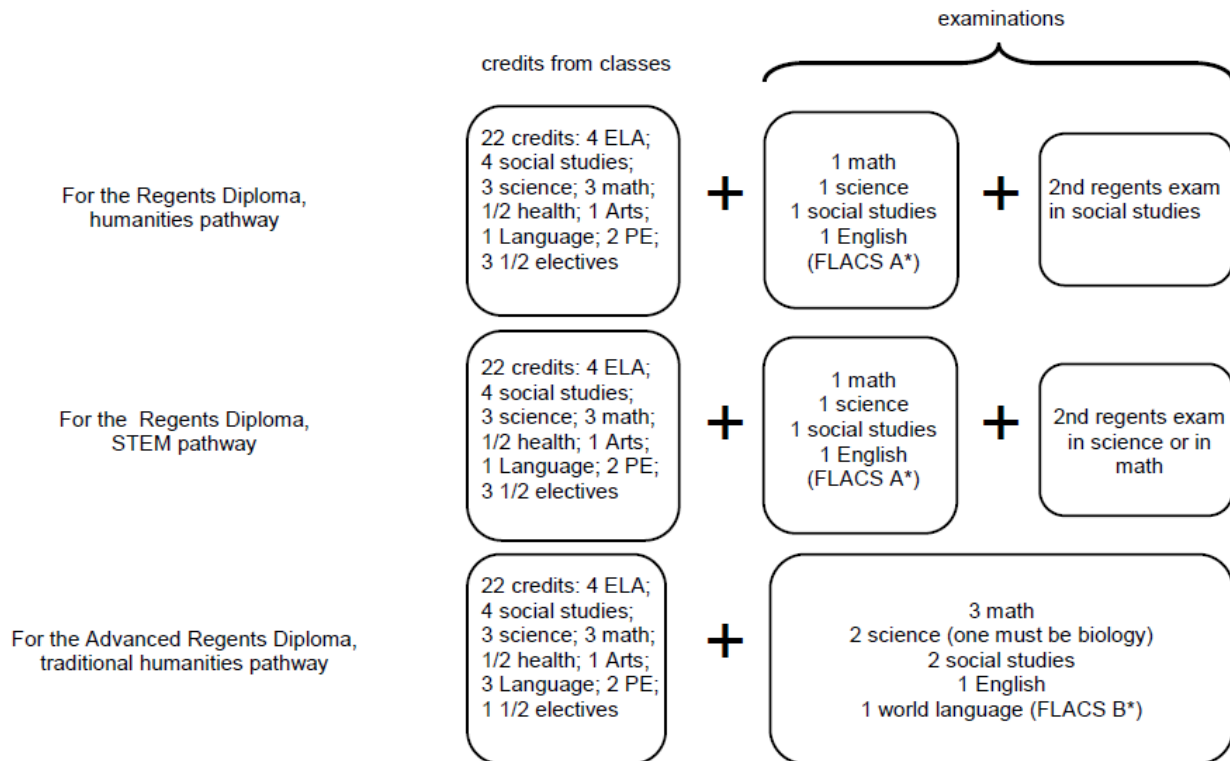 examinations
credits from classes
For the Regents Diploma,
humanities pathway
22 credits: 4 ELA;
4 social studies;
3 science; 3 math;
1/2 health; 1 Arts;
1 Language; 2 PE;
3 1/2 electives
+
1 math
1 science
1 social studies
1 English
(FLACS A*)
+
2nd regents exam
in social studies
For the Regents Diploma,
STEM pathway
22 credits: 4 ELA;
4 social studies;
3 science; 3 math;
1/2 health; 1 Arts;
1 Language; 2 PE;
3 1/2 electives
+
1 math
1 science
1 social studies
1 English
(FLACS A*)
+
2nd regents exam
in science or in
math
For the Advanced Regents Diploma,
traditional humanities pathway
22 credits: 4 ELA;
4 social studies;
3 science; 3 math;
1/2 health; 1 Arts;
3 Language; 2 PE;
1 1/2 electives
+
3 math
2 science (one must be biology)
2 social studies
1 English
1 world language (FLACS B*)